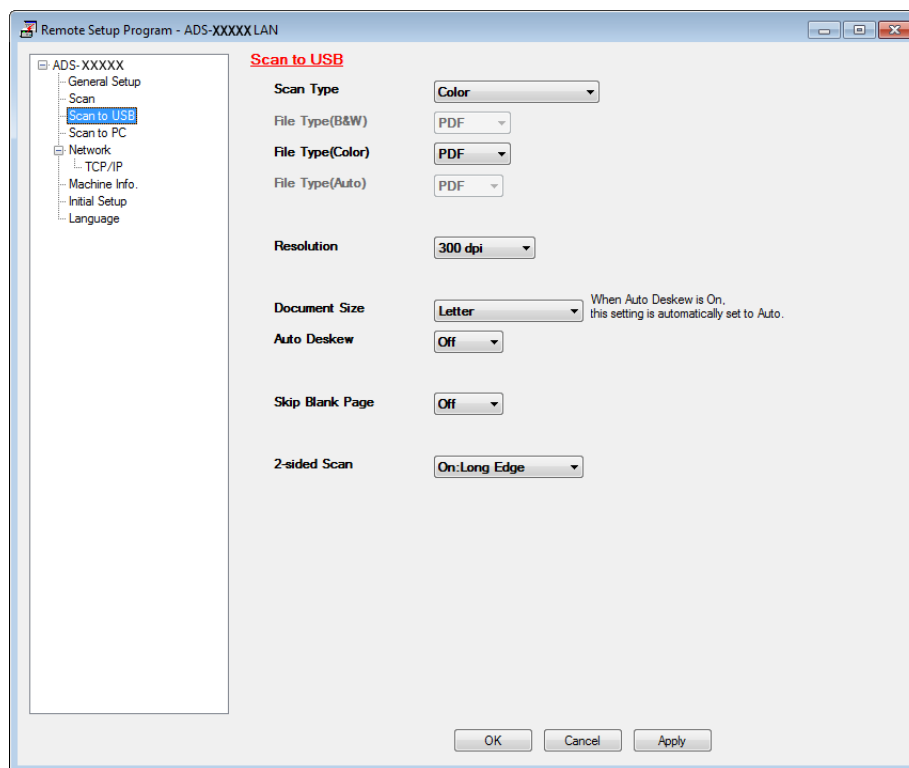 Remote Setup Program - ADS-XXXXX LAN
ADS-XXXXX
General Setup
Scan
Scan to USB
Scan to PC
Network
TCP/IP
Machine Info.
Initial Setup
Language
Scan to USB
Scan Type Color
File Type(B&W) PDF
File Type(Color) PDF
File Type(Auto) PDF
Resolution 300 dpi
Document Size Letter When Auto Deskew is On,
this setting is automatically set to Auto.
Auto Deskew Off
Skip Blank Page Off
2-sided Scan On:Long Edge
OK Cancel Apply